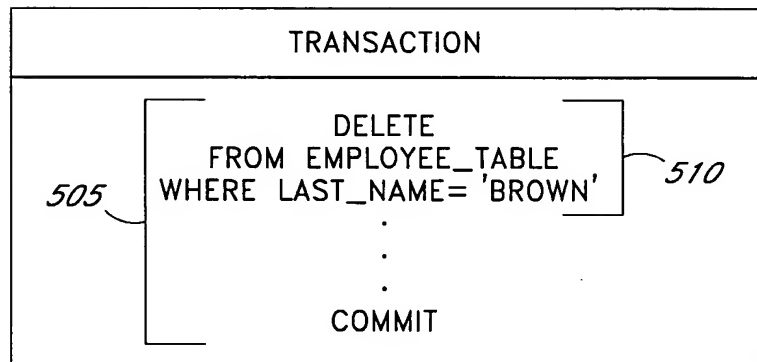 TRANSACTION
DELETE
FROM EMPLOYEE_TABLE
WHERE LAST_NAME= 'BROWN'
505
510
.
.
.
COMMIT